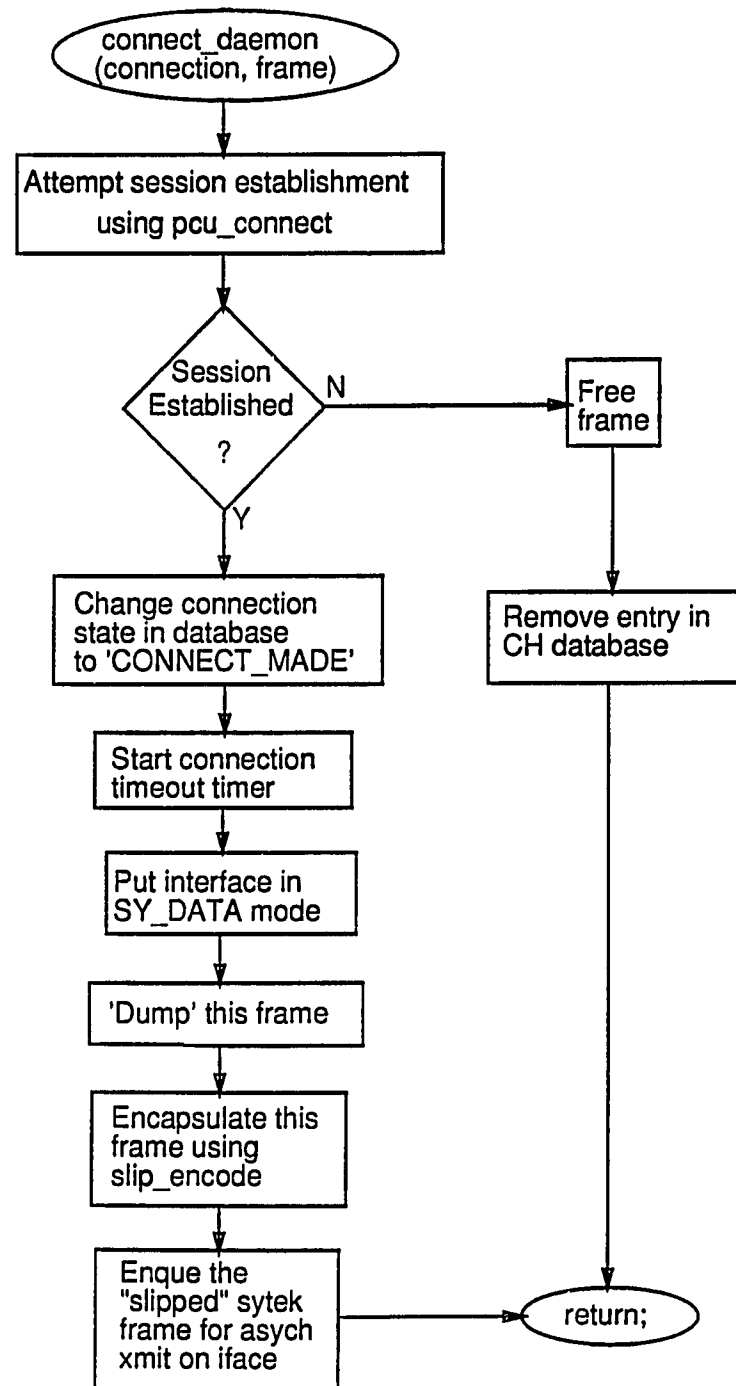 connect_daemon
(connection, frame)
Attempt session establishment
using pcu_connect
Session
Established
?
N
Free
frame
Y
Change connection
state in database
to 'CONNECT_MADE'
Remove entry in
CH database
Start connection
timeout timer
Put interface in
SY_DATA mode
'Dump' this frame
Encapsulate this
frame using
slip_encode
Enque the
"slipped" sytek
frame for asych
xmit on iface
return;